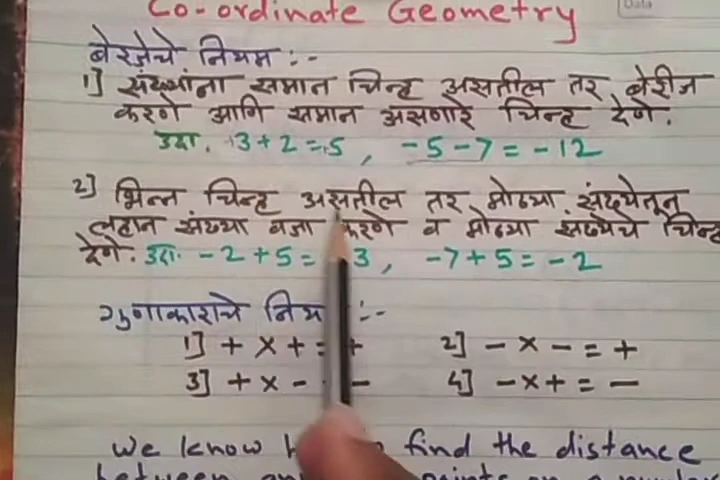 Co-ordinate Geometry
Data
बेरजेचे नियम :-
1] संख्यांना समान चिन्ह असतील तर बेरीज
करणे आणि समान असणारे चिन्ह देणे.
उदा. 3 + 2 = 5 , - 5 - 7 = - 12
2] भिन्न चिन्ह असतील तर मोठ्या संख्येतून
लहान संख्या वजा करणे व मोठ्या संख्येचे चिन्ह
देणे. उदा. - 2 + 5 = 3 , - 7 + 5 = - 2
गुणाकाराचे :-
1] + × + = + 2] - × - = +
3] + × - - 4] - × + = -
We know find the distance
between